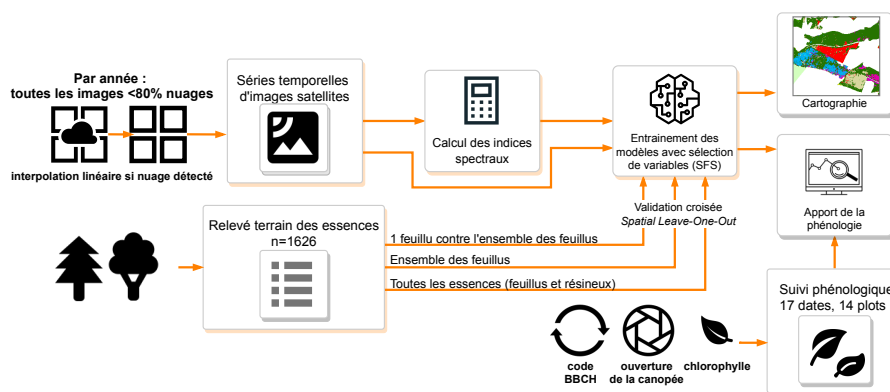 Par année :
toutes les images <80% nuages
interpolation linéaire si nuage détecté
Séries temporelles
d'images satellites
Calcul des indices
spectraux
Entrainement des
modèles avec sélection
de variables (SFS)
Cartographie
Apport de la
phénologie
Validation croisée
Spatial Leave-One-Out
Relevé terrain des essences
n=1626
1 feuillu contre l'ensemble des feuillus
Ensemble des feuillus
Toutes les essences (feuillus et résineux)
Suivi phénologique
17 dates, 14 plots
code
BBCH
ouverture
de la canopée
chlorophylle